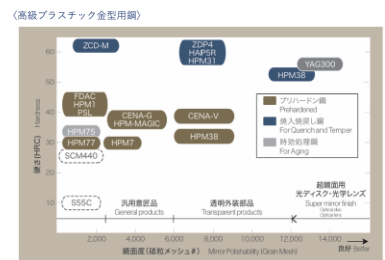 〈高級プラスチック金型用鋼〉
60
50
40
30
20
10
硬さ(HRC) Hardness
ZCD-M
ZDP4
HAPSR
HPM31
YAG300
HPM38
FDAC
HPM1
PSL
CENA-G
HPM-MAGIC
CENA-V
HPM75
HPM77
HPM7
HPM38
SCM440
S55C
プリハードン鋼
Prehardened
焼入焼戻し鋼
For Quench and Temper
時効処理鋼
For Aging
汎用意匠品
General products
透明外装部品
Transparent products
超鏡面用
光ディスク・光学レンズ
Super mirror finish
2,000
4,000
6,000
8,000
10,000
12,000
14,000
鏡面度(砥粒メッシュ#) Mirror Polishability (Grain Mesh)
良好 Better